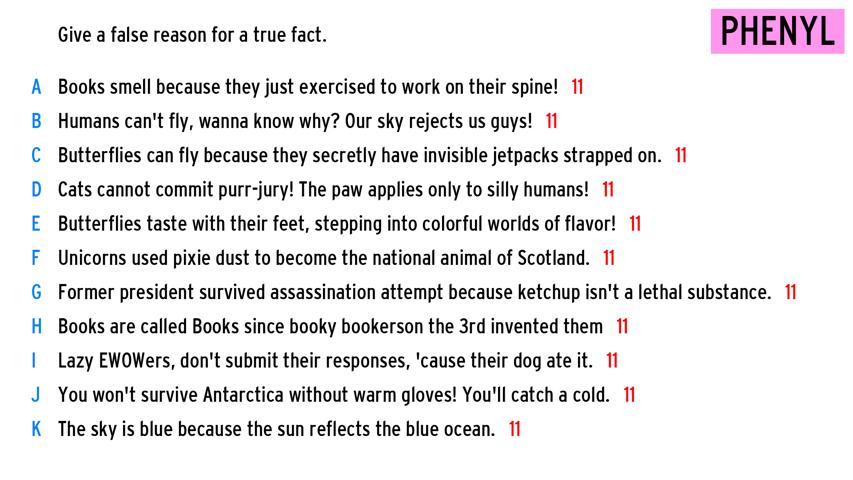 Give a false reason for a true fact.
PHENYL
A Books smell because they just exercised to work on their spine! 11
B Humans can't fly, wanna know why? Our sky rejects us guys! 11
C Butterflies can fly because they secretly have invisible jetpacks strapped on. 11
D Cats cannot commit purr-jury! The paw applies only to silly humans! 11
E Butterflies taste with their feet, stepping into colorful worlds of flavor! 11
F Unicorns used pixie dust to become the national animal of Scotland. 11
G Former president survived assassination attempt because ketchup isn't a lethal substance. 11
H Books are called Books since booky bookerson the 3rd invented them 11
I Lazy EWOWers, don't submit their responses, 'cause their dog ate it. 11
J You won't survive Antarctica without warm gloves! You'll catch a cold. 11
K The sky is blue because the sun reflects the blue ocean. 11